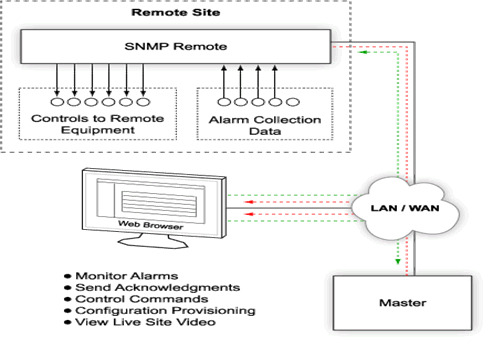 Remote Site
SNMP Remote
Controls to Remote
Equipment
Alarm Collection
Data
Web Browser
LAN / WAN
● Monitor Alarms
● Send Acknowledgments
● Control Commands
● Configuration Provisioning
● View Live Site Video
Master